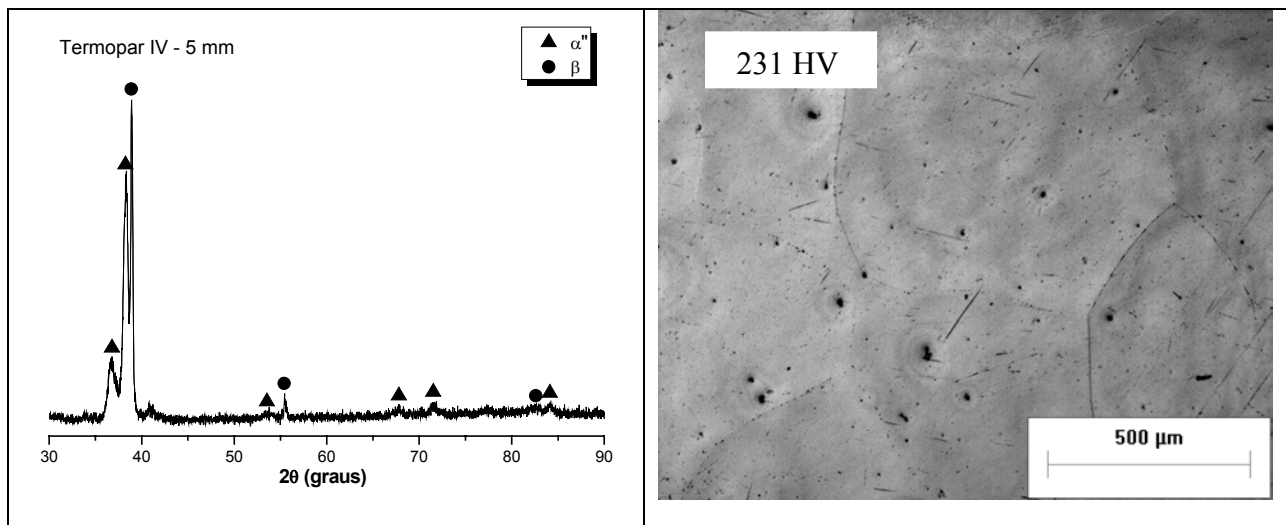 Termopar IV - 5 mm
▲ α"
● β
30 40 50 60 70 80 90
2θ (graus)
231 HV
500 µm